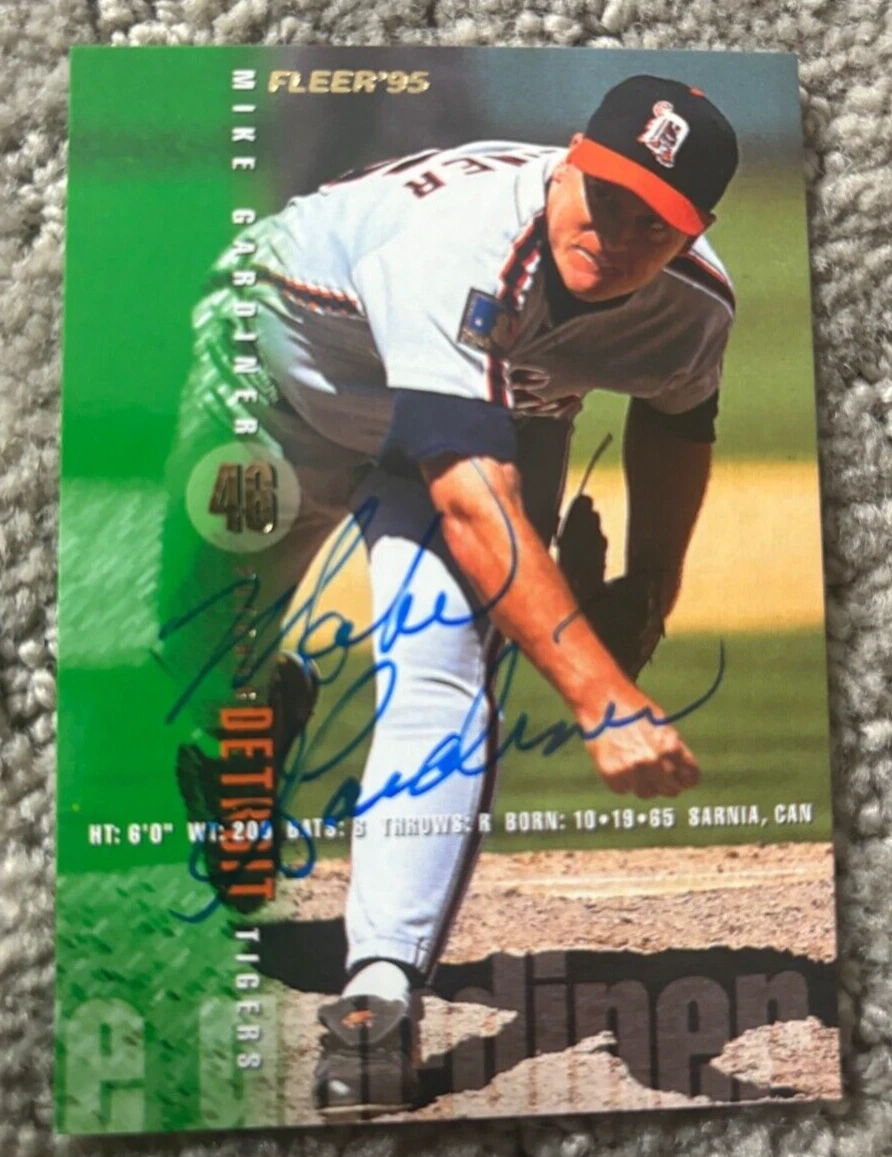 FLEER'95
MIKE GARDINER
NER
46
DETROIT TIGERS
Mike
Gardiner
HT: 6'0" WT: 200 BATS: S THROWS: R BORN: 10•19•65 SARNIA, CAN
e Gardiner